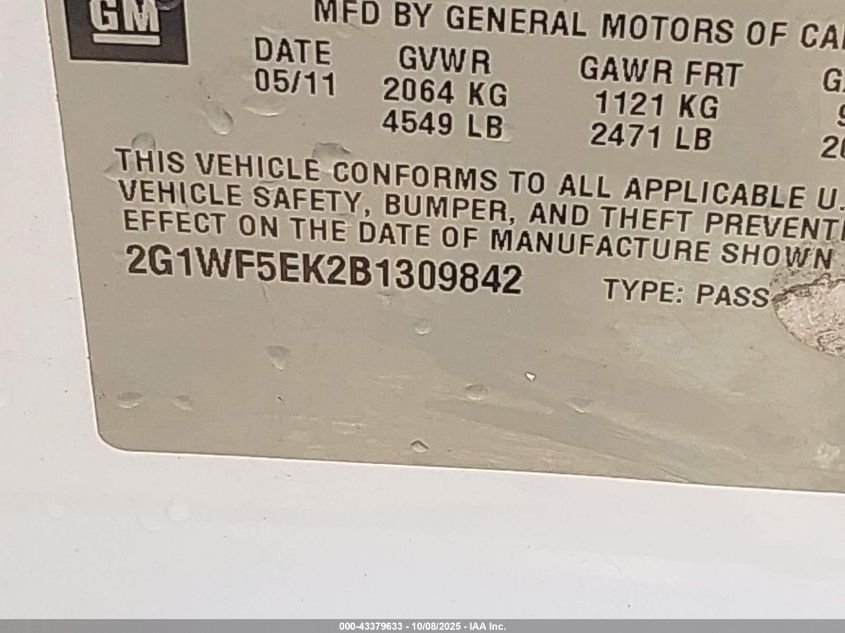 GM
MFD BY GENERAL MOTORS OF
DATE GVWR GAWR FRT
05/11 2064 KG 1121 KG
4549 LB 2471 LB
THIS VEHICLE CONFORMS TO ALL APPLICABLE U.
VEHICLE SAFETY, BUMPER, AND THEFT
EFFECT ON THE DATE OF MANUFACTURE SHOWN
2G1WF5EK2B1309842 TYPE: PASS
000-43379633 - 10/08/2025 - IAA Inc.